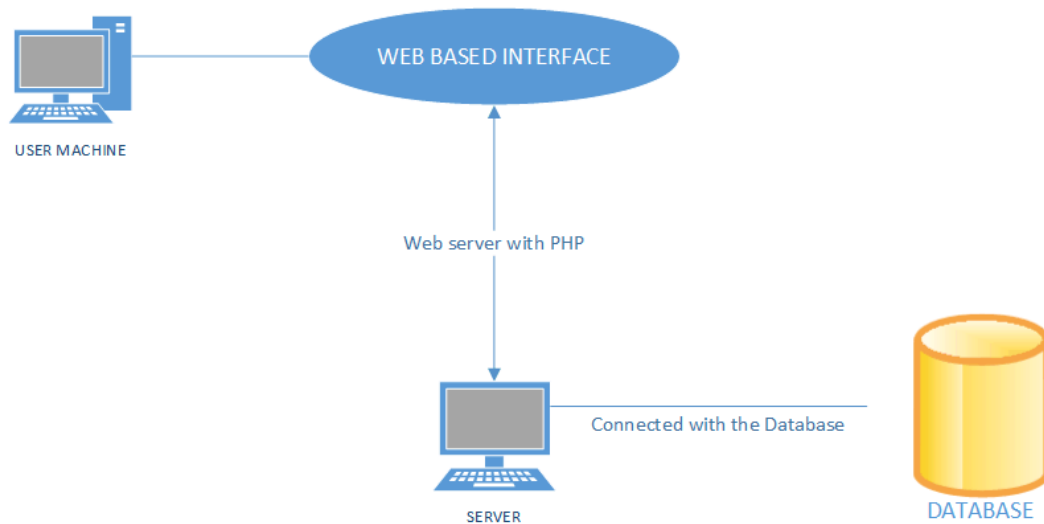 WEB BASED INTERFACE
USER MACHINE
Web server with PHP
Connected with the Database
SERVER
DATABASE